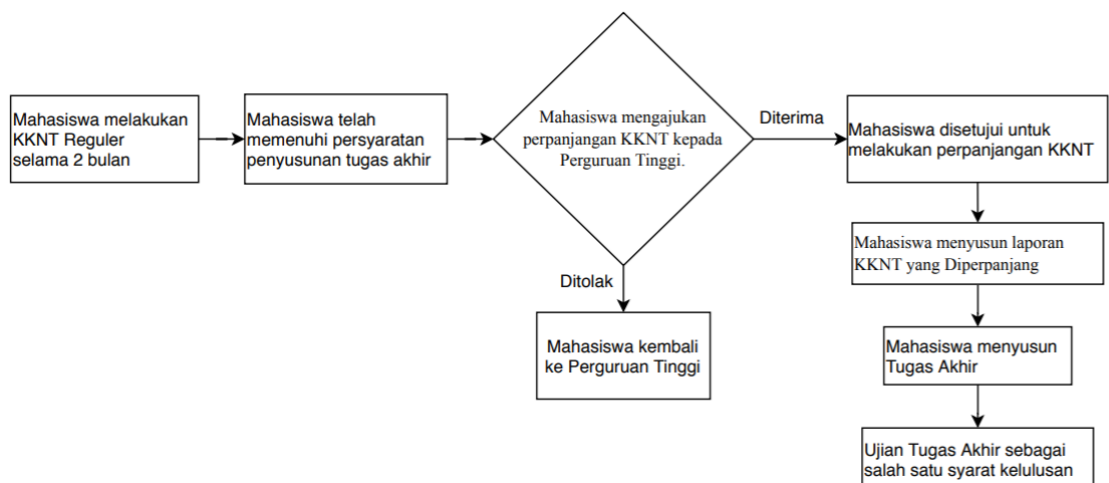 Mahasiswa melakukan
KKNT Reguler
selama 2 bulan
Mahasiswa telah
memenuhi persyaratan
penyusunan tugas akhir
Mahasiswa mengajukan
perpanjangan KKNT kepada
Perguruan Tinggi.
Diterima
Mahasiswa disetujui untuk
melakukan perpanjangan KKNT
Mahasiswa menyusun laporan
KKNT yang Diperpanjang
Ditolak
Mahasiswa kembali
ke Perguruan Tinggi
Mahasiswa menyusun
Tugas Akhir
Ujian Tugas Akhir sebagai
salah satu syarat kelulusan